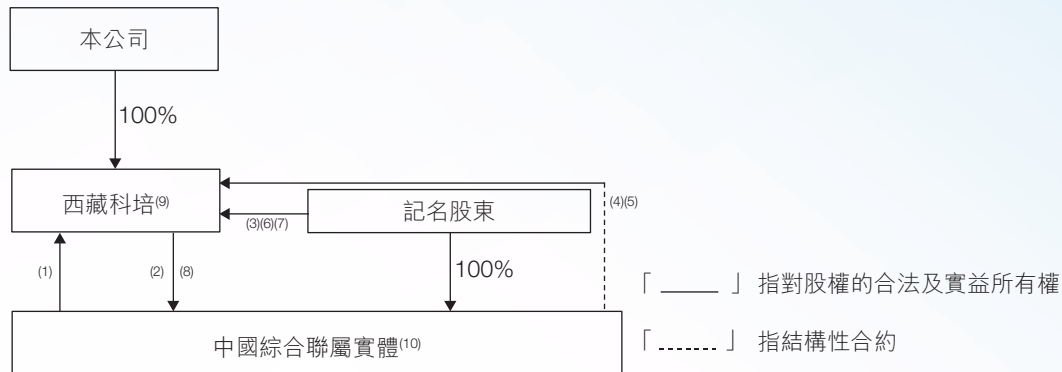 本公司
100%
西藏科培(9)
記名股東
(4)(5)
(3)(6)(7)
(1)
(2)
(8)
100%
「 」 指對股權的合法及實益所有權
中國綜合聯屬實體(10)
「 」 指結構性合約